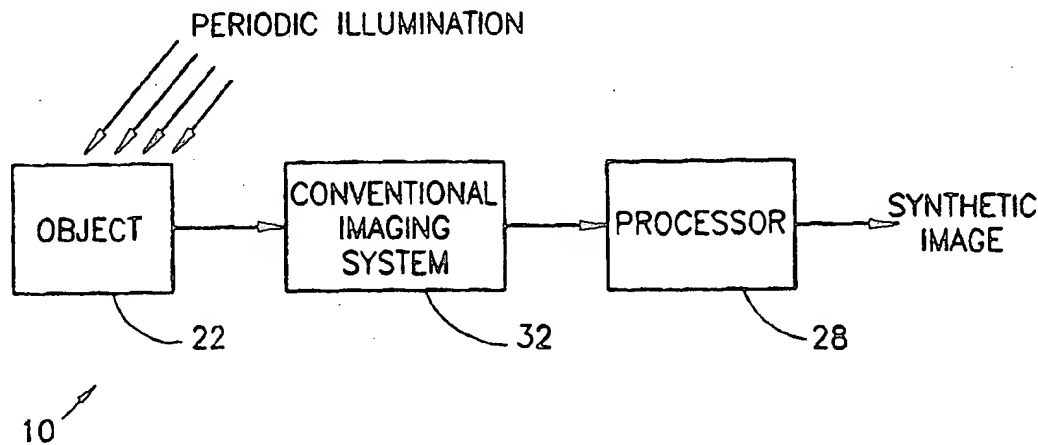 PERIODIC ILLUMINATION
OBJECT
CONVENTIONAL
IMAGING
SYSTEM
PROCESSOR
SYNTHETIC
IMAGE
22
32
28
10